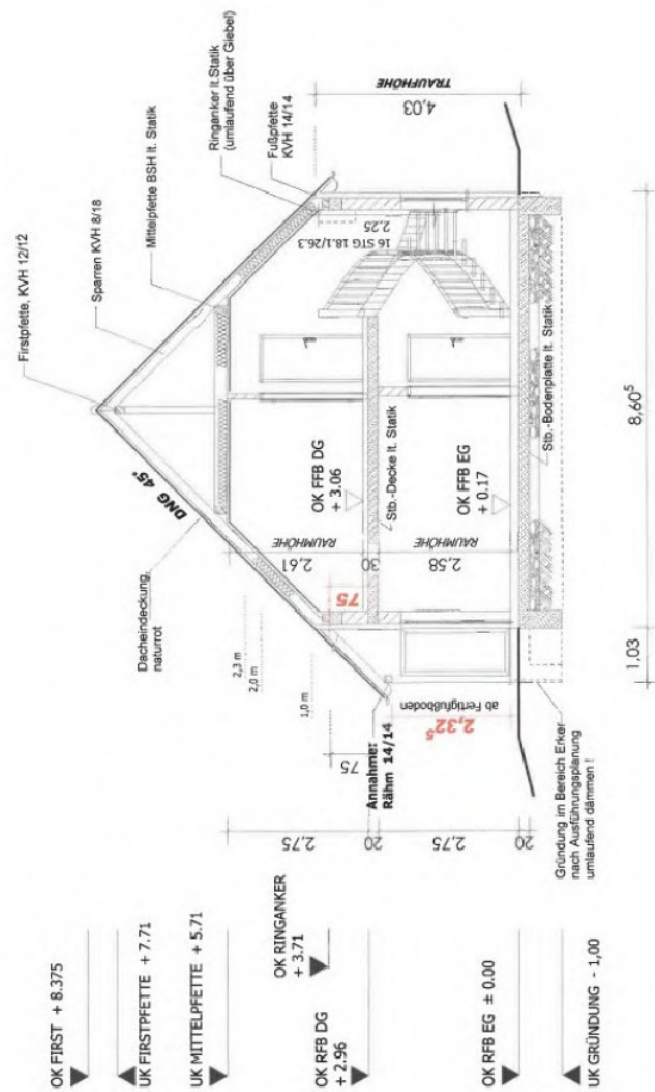 Firstpfette, KVH 12/12
Sparren KVH 8/18
Mittelpfette BSH lt. Statik
Ringanker lt.Statik
(umlaufend über Giebel)
Fußpfette
KVH 14/14
Dacheindeckung
naturrot
DNG 45°
OK FIRST + 8.375
UK FIRSTPFETTE + 7.71
UK MITTELPFETTE + 5.71
OK RINGANKER
+ 3.71
OK RFB DG
+ 2.96
OK RFB EG ± 0.00
UK GRÜNDUNG - 1,00
2,75
20
2,75
20
2,3 m
2,0 m
1,0 m
75
Annahme:
Rähm 14/14
2,32⁵
ab Fertigfußboden
75
2,61
RAUMHÖHE
30
2,58
RAUMHÖHE
OK FFB DG
+ 3.06
Stb.-Decke lt. Statik
OK FFB EG
+ 0.17
Stb.-Bodenplatte lt. Statik
16 STG 18.1/26.3
2,25
4,03
TRAUFHÖHE
Gründung im Bereich Erker
nach Ausführungsplanung
umlaufend dämmen !
1.03
8,60⁵